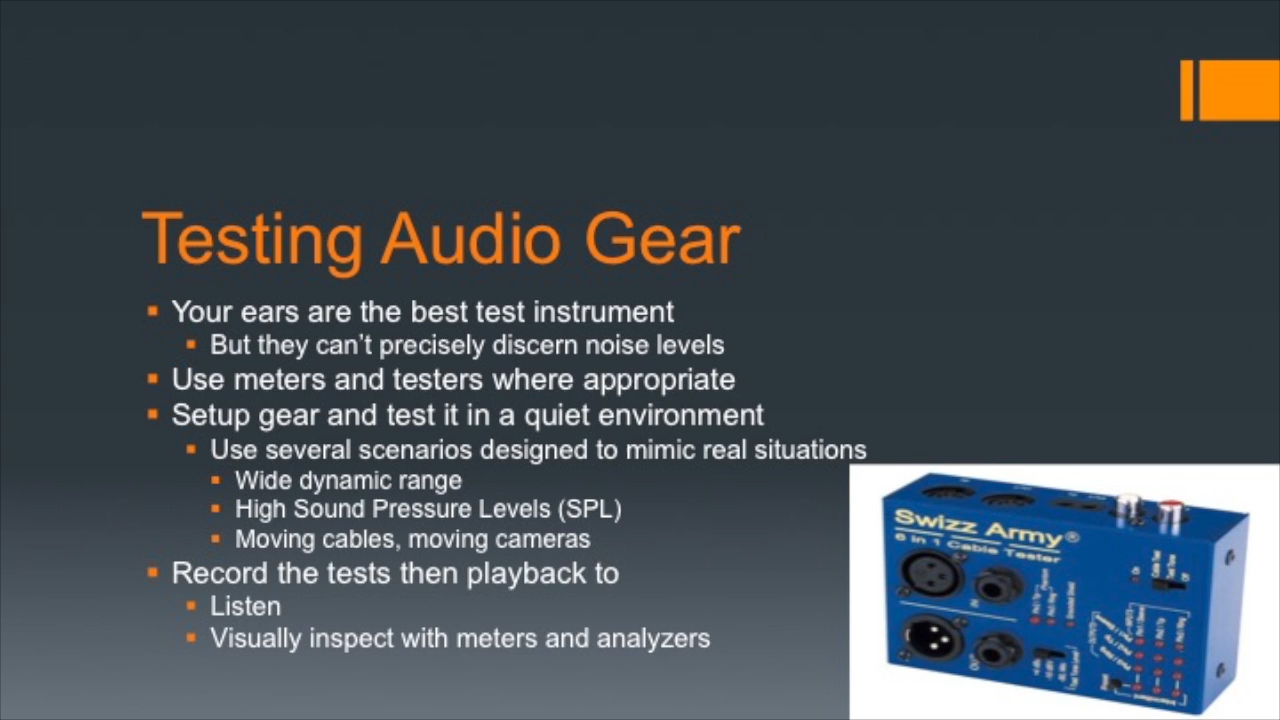 Testing Audio Gear
Your ears are the best test instrument
But they can’t precisely discern noise levels
Use meters and testers where appropriate
Setup gear and test it in a quiet environment
Use several scenarios designed to mimic real situations
Wide dynamic range
High Sound Pressure Levels (SPL)
Moving cables, moving cameras
Record the tests then playback to
Listen
Visually inspect with meters and analyzers
Swizz Army®
6 in 1 Cable Tester
IN
OUT